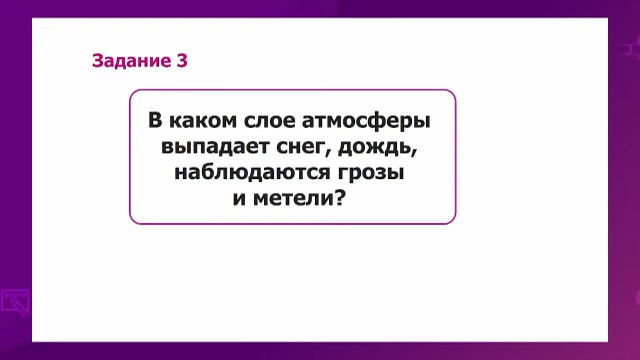 Задание 3
В каком слое атмосферы
выпадает снег, дождь,
наблюдаются грозы
и метели?